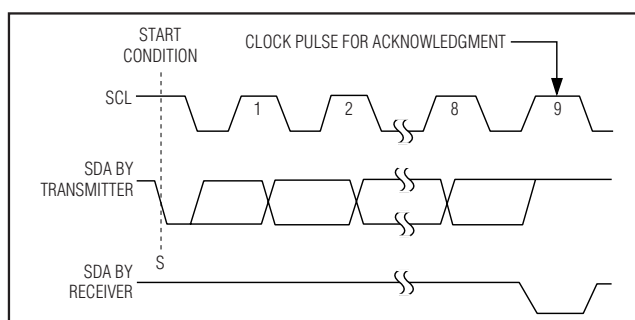 START
CONDITION
CLOCK PULSE FOR ACKNOWLEDGMENT
SCL
1
2
8
9
SDA BY
TRANSMITTER
S
SDA BY
RECEIVER